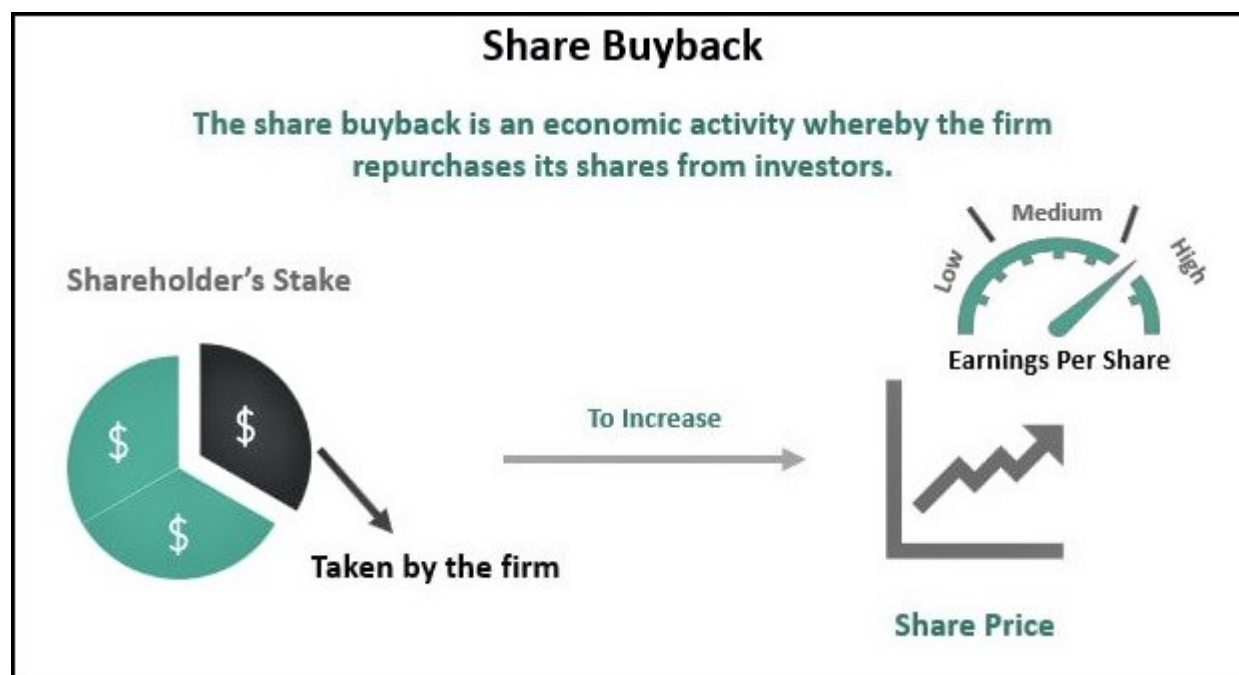 Share Buyback
The share buyback is an economic activity whereby the firm
repurchases its shares from investors.
Shareholder's Stake
$
$
$
Taken by the firm
To Increase
Low
Medium
High
Earnings Per Share
Share Price